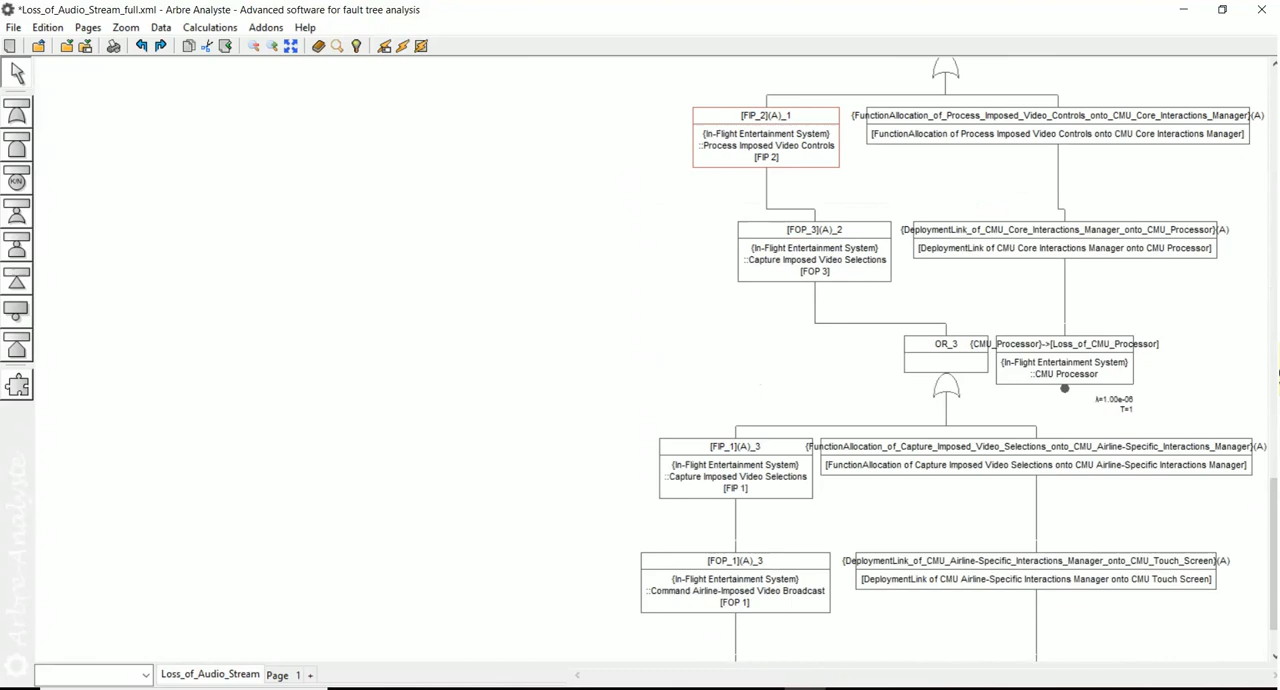 *Loss_of_Audio_Stream_full.xml - Arbre Analyste - Advanced software for fault tree analysis
File Edition Pages Zoom Data Calculations Addons Help
[FIP_2](A)_1
{In-Flight Entertainment System}
::Process Imposed Video Controls
[FIP 2]
{FunctionAllocation_of_Process_Imposed_Video_Controls_onto_CMU_Core_Interactions_Manager}(A)
[FunctionAllocation of Process Imposed Video Controls onto CMU Core Interactions Manager]
[FOP_3](A)_2
{In-Flight Entertainment System}
::Capture Imposed Video Selections
[FOP 3]
{DeploymentLink_of_CMU_Core_Interactions_Manager_onto_CMU_Processor}(A)
[DeploymentLink of CMU Core Interactions Manager onto CMU Processor]
OR_3
{CMU_Processor}->[Loss_of_CMU_Processor]
{In-Flight Entertainment System}
::CMU Processor
λ=1.00e-06
T=1
K/N
[FIP_1](A)_3
{In-Flight Entertainment System}
::Capture Imposed Video Selections
[FIP 1]
{FunctionAllocation_of_Capture_Imposed_Video_Selections_onto_CMU_Airline-Specific_Interactions_Manager}(A)
[FunctionAllocation of Capture Imposed Video Selections onto CMU Airline-Specific Interactions Manager]
[FOP_1](A)_3
{In-Flight Entertainment System}
::Command Airline-Imposed Video Broadcast
[FOP 1]
{DeploymentLink_of_CMU_Airline-Specific_Interactions_Manager_onto_CMU_Touch_Screen}(A)
[DeploymentLink of CMU Airline-Specific Interactions Manager onto CMU Touch Screen]
Arbre Analyste
Loss_of_Audio_Stream Page 1 +